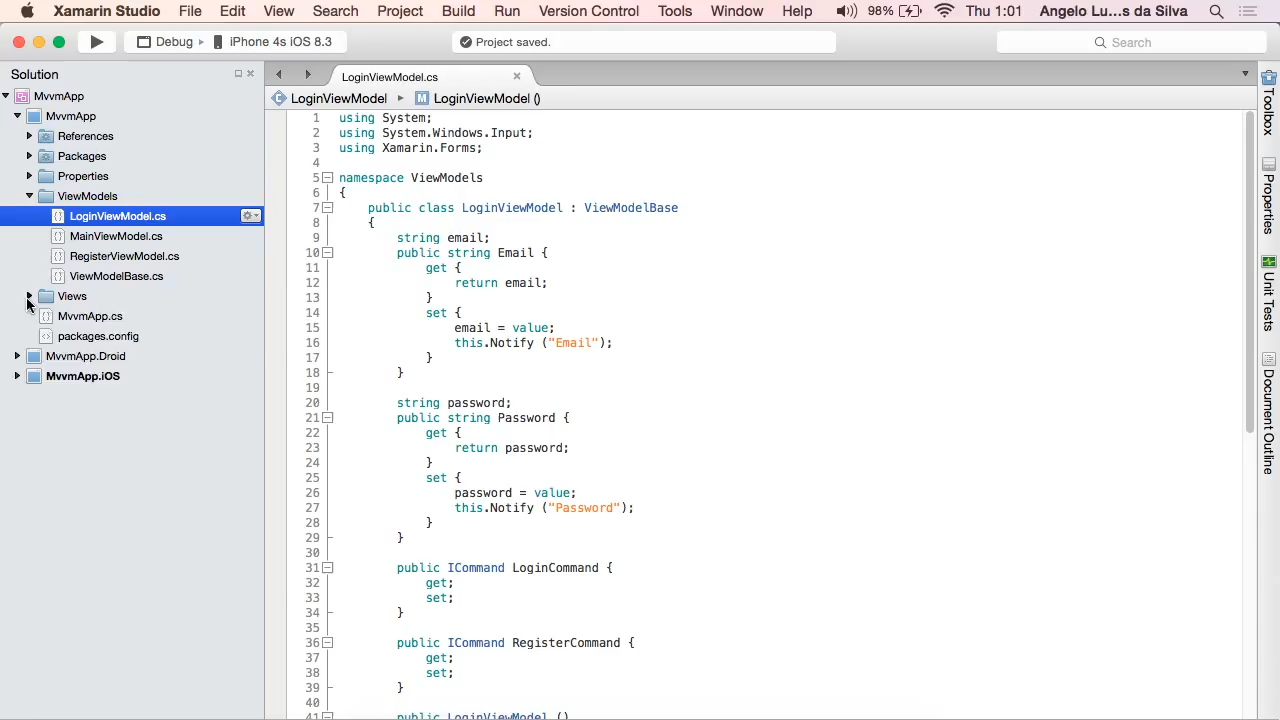 Xamarin Studio File Edit View Search Project Build Run Version Control Tools Window Help 98% Thu 1:01 Angelo Lu...s da Silva
Debug iPhone 4s iOS 8.3 Project saved. Search
Solution
MvvmApp
MvvmApp
References
Packages
Properties
ViewModels
LoginViewModel.cs
MainViewModel.cs
RegisterViewModel.cs
ViewModelBase.cs
Views
MvvmApp.cs
packages.config
MvvmApp.Droid
MvvmApp.iOS
LoginViewModel.cs
LoginViewModel LoginViewModel ()
1 using System;
2 using System.Windows.Input;
3 using Xamarin.Forms;
4
5 namespace ViewModels
6 {
7 public class LoginViewModel : ViewModelBase
8 {
9 string email;
10 public string Email {
11 get {
12 return email;
13 }
14 set {
15 email = value;
16 this.Notify ("Email");
17 }
18 }
19
20 string password;
21 public string Password {
22 get {
23 return password;
24 }
25 set {
26 password = value;
27 this.Notify ("Password");
28 }
29 }
30
31 public ICommand LoginCommand {
32 get;
33 set;
34 }
35
36 public ICommand RegisterCommand {
37 get;
38 set;
39 }
40
41 public LoginViewModel ()
Toolbox
Properties
Unit Tests
Document Outline